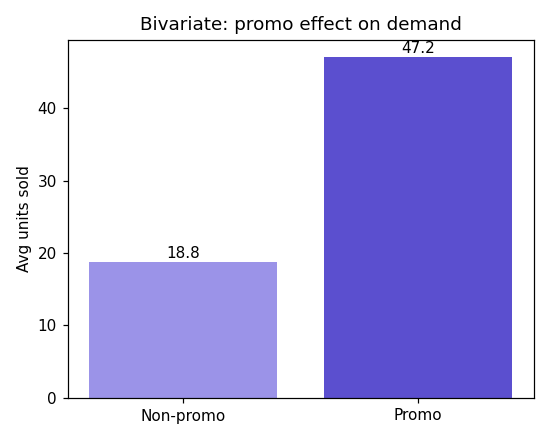 Bivariate: promo effect on demand
47.2
18.8
Avg units sold
40
30
20
10
0
Non-promo
Promo